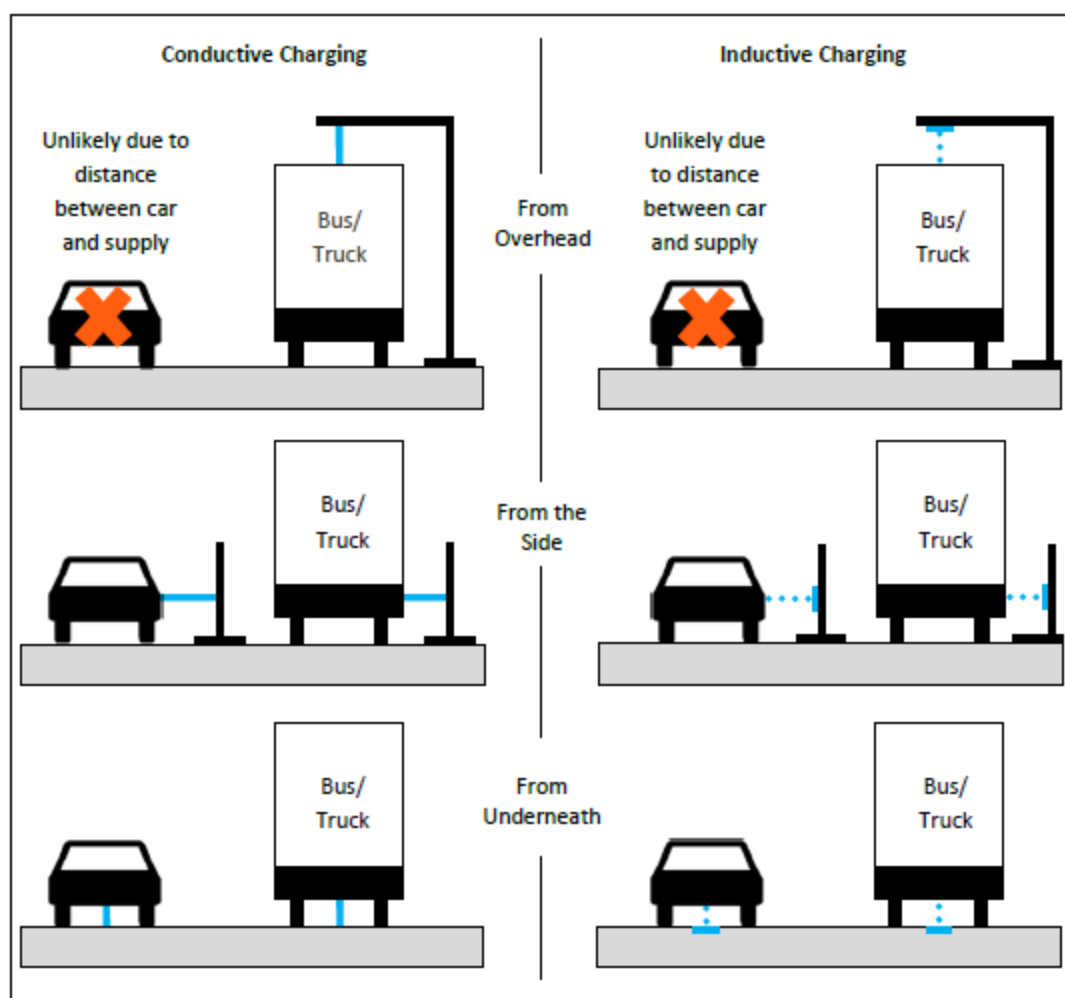 Conductive Charging
Inductive Charging
Unlikely due to
distance
between car
and supply
Bus/
Truck
From
Overhead
Unlikely due
to distance
between car
and supply
Bus/
Truck
Bus/
Truck
From the
Side
Bus/
Truck
Bus/
Truck
From
Underneath
Bus/
Truck